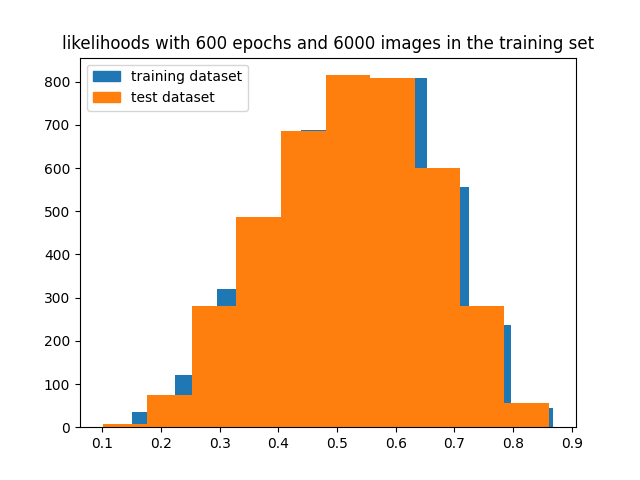 likelihoods with 600 epochs and 6000 images in the training set
training dataset
test dataset
800
700
600
500
400
300
200
100
0
0.1 0.2 0.3 0.4 0.5 0.6 0.7 0.8 0.9